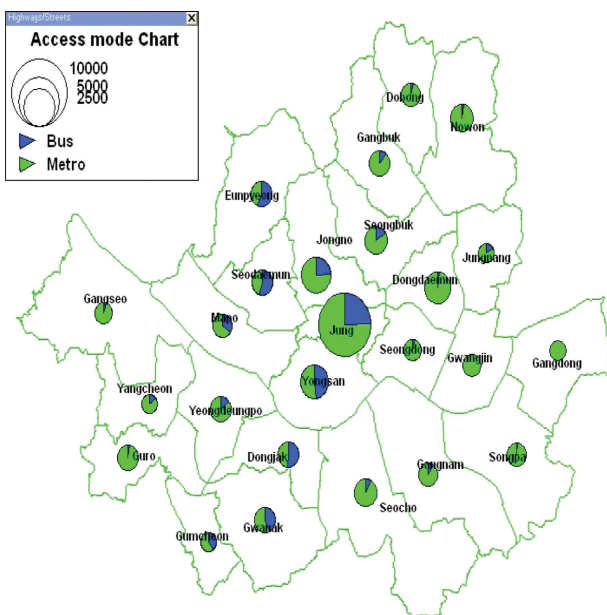 Highways/Streets
Access mode Chart
10000
5000
2500
Bus
Metro
Dobong
Nowon
Gangbuk
Eunpyeong
Seongbuk
Jongno
Jungnang
Seodaemun
Dongdaemun
Gangseo
Mapo
Jung
Seongdong
Gwangjin
Gangdong
Yongsan
Yangcheon
Yeongdeungpo
Guro
Dongjak
Songpa
Gangnam
Seocho
Gwanak
Gumcheon